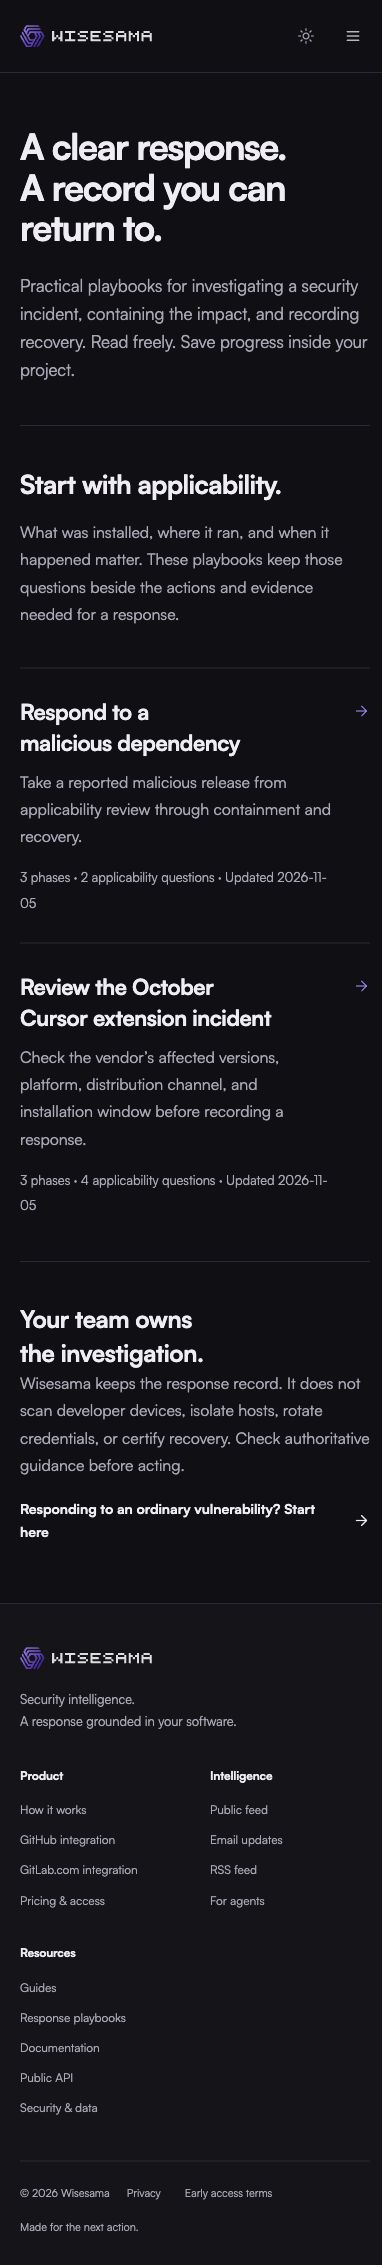 WISESAMA
A clear response.
A record you can
return to.
Practical playbooks for investigating a security
incident, containing the impact, and recording
recovery. Read freely. Save progress inside your
project.
Start with applicability.
What was installed, where it ran, and when it
happened matter. These playbooks keep those
questions beside the actions and evidence
needed for a response.
Respond to a
malicious dependency
Take a reported malicious release from
applicability review through containment and
recovery.
3 phases · 2 applicability questions · Updated 2026-11-
05
Review the October
Cursor extension incident
Check the vendor’s affected versions,
platform, distribution channel, and
installation window before recording a
response.
3 phases · 4 applicability questions · Updated 2026-11-
05
Your team owns
the investigation.
Wisesama keeps the response record. It does not
scan developer devices, isolate hosts, rotate
credentials, or certify recovery. Check authoritative
guidance before acting.
Responding to an ordinary vulnerability? Start
here
WISESAMA
Security intelligence.
A response grounded in your software.
Product
How it works
GitHub integration
GitLab.com integration
Pricing & access
Intelligence
Public feed
Email updates
RSS feed
For agents
Resources
Guides
Response playbooks
Documentation
Public API
Security & data
© 2026 Wisesama Privacy Early access terms
Made for the next action.